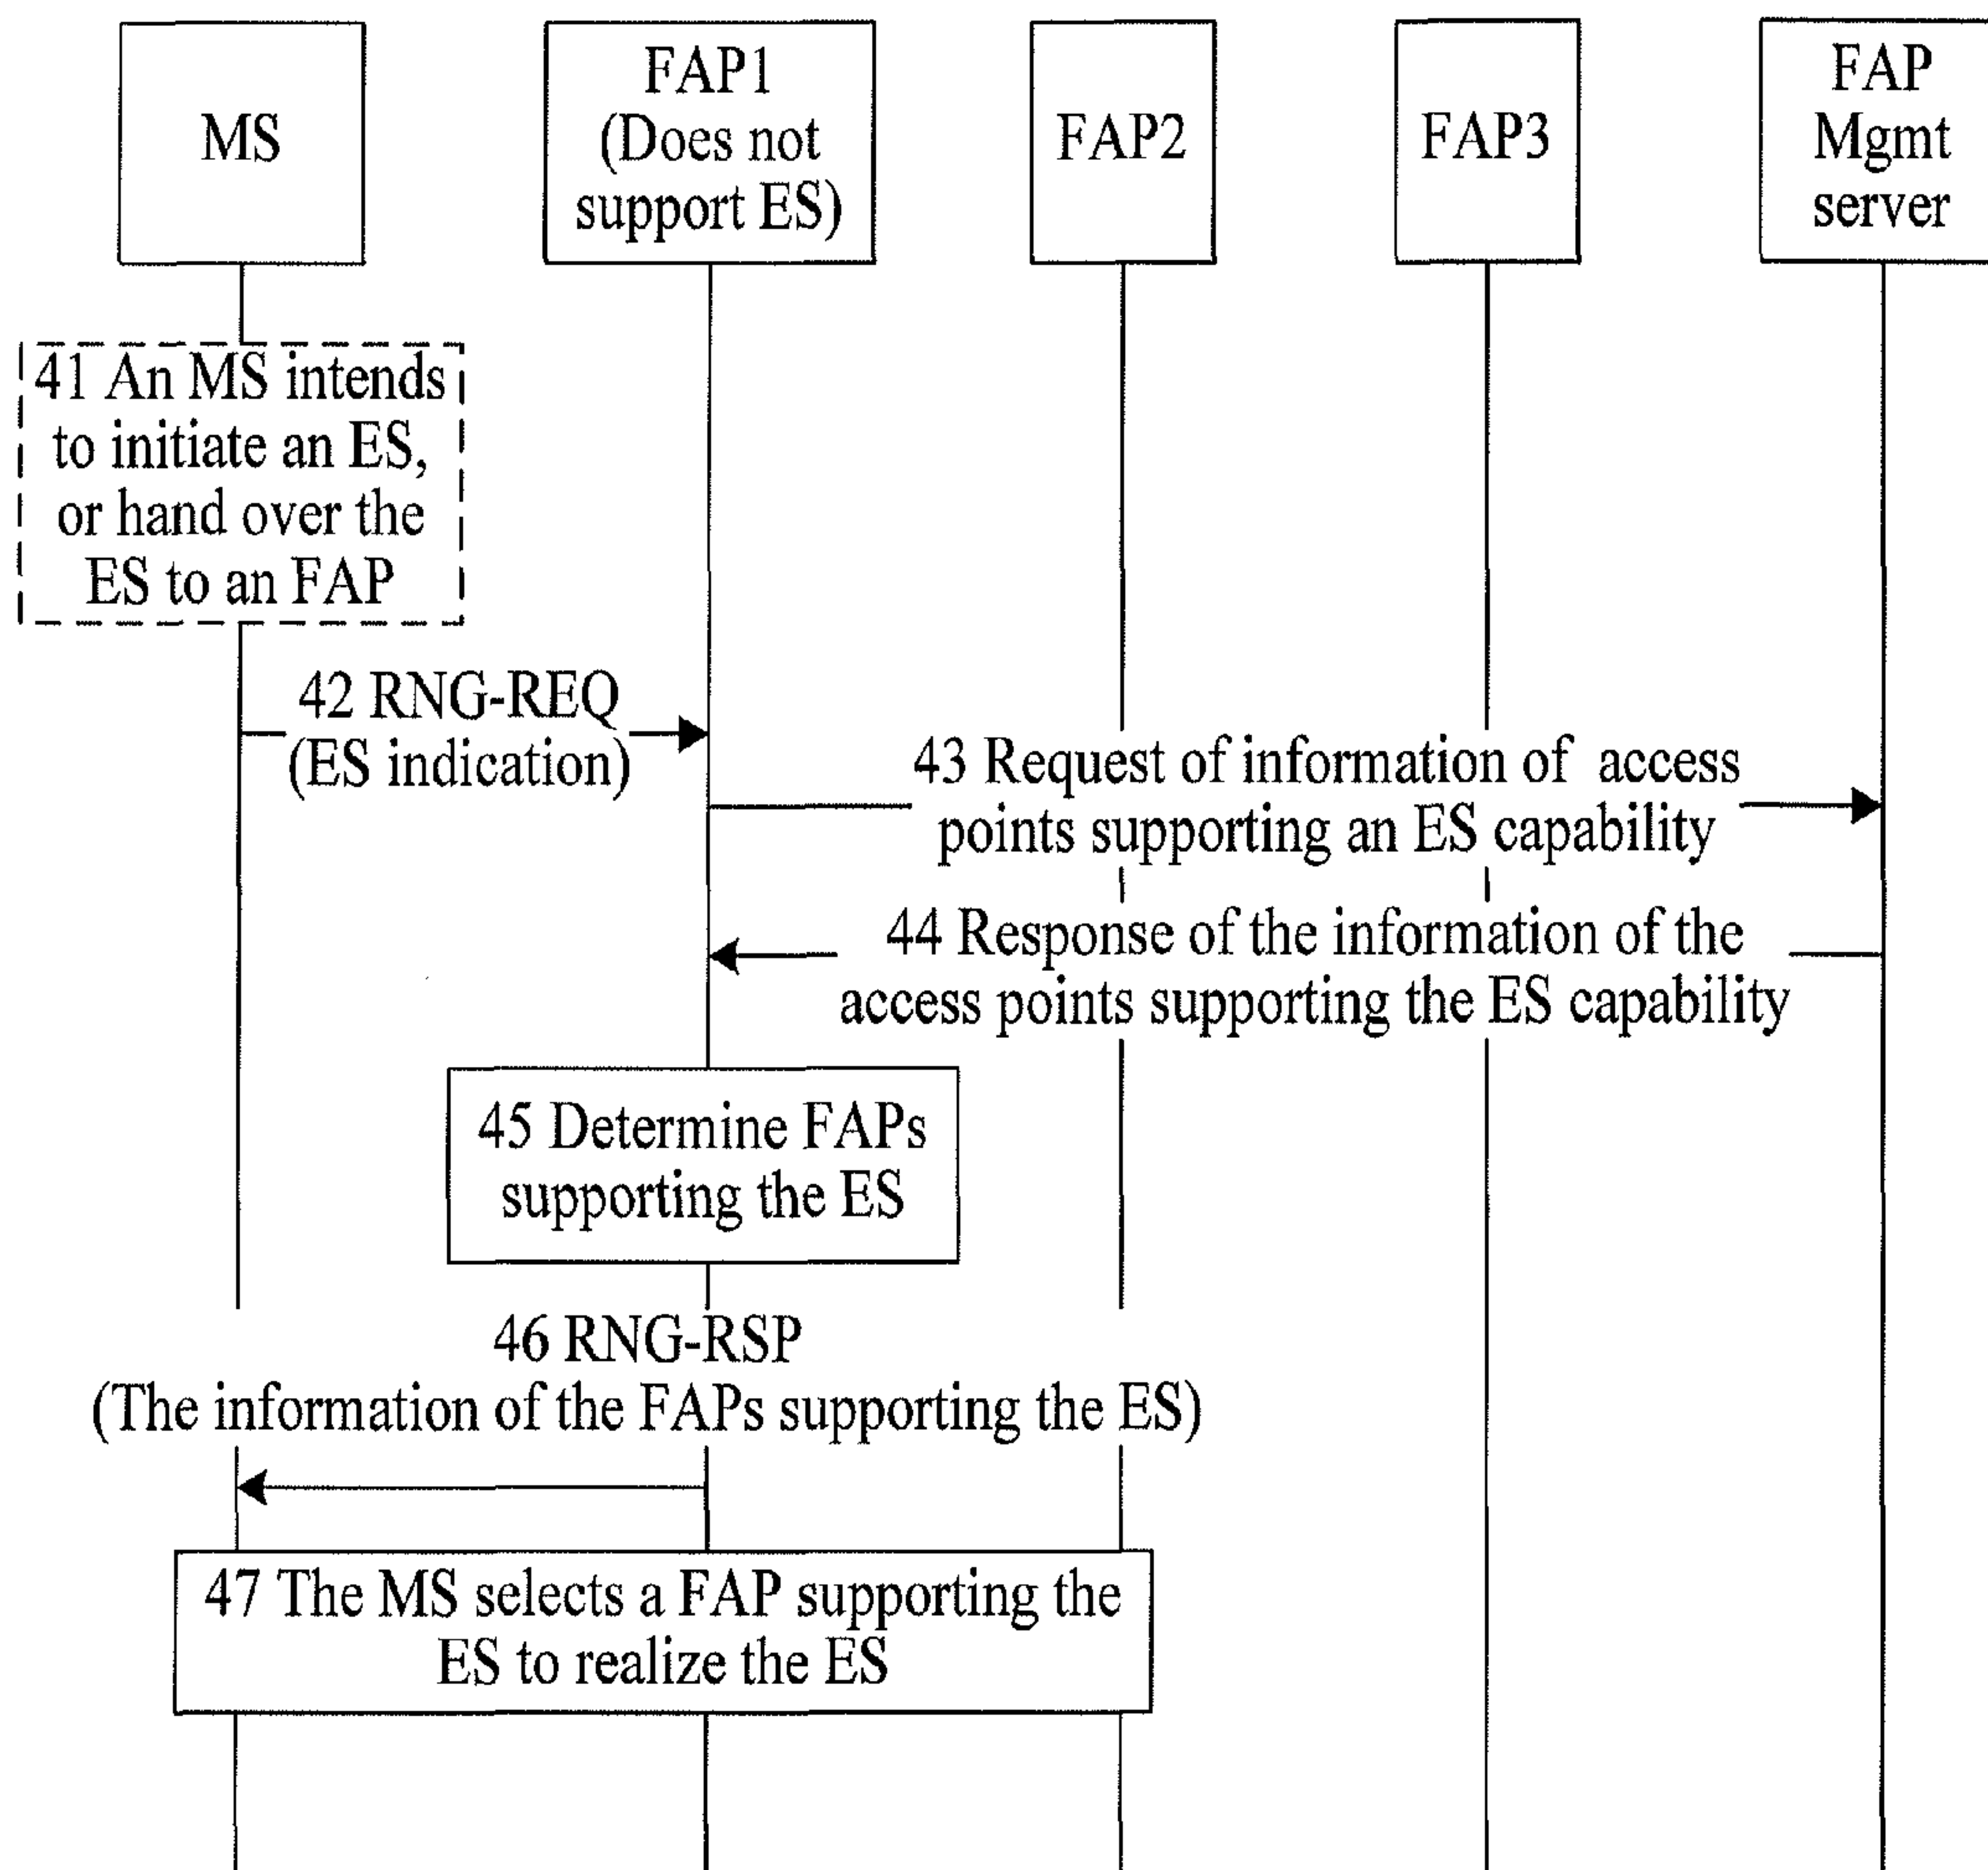 MS
FAP1
(Does not
support ES)
FAP2
FAP3
FAP
Mgmt
server
41 An MS intends
to initiate an ES,
or hand over the
ES to an FAP
42 RNG-REQ
(ES indication)
43 Request of information of access
points supporting an ES capability
44 Response of the information of the
access points supporting the ES capability
45 Determine FAPs
supporting the ES
46 RNG-RSP
(The information of the FAPs supporting the ES)
47 The MS selects a FAP supporting the
ES to realize the ES